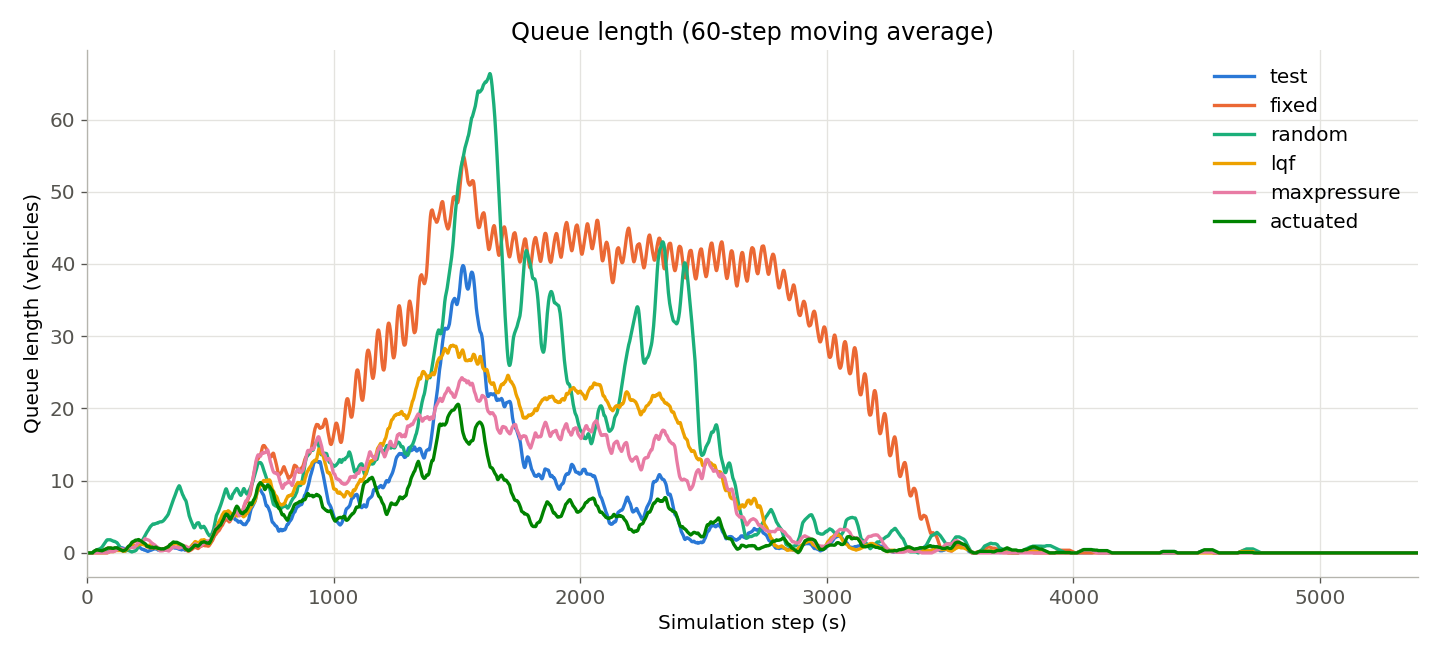 Queue length (60-step moving average)
test
fixed
random
lqf
maxpressure
actuated
Queue length (vehicles)
60
50
40
30
20
10
0
0 1000 2000 3000 4000 5000
Simulation step (s)